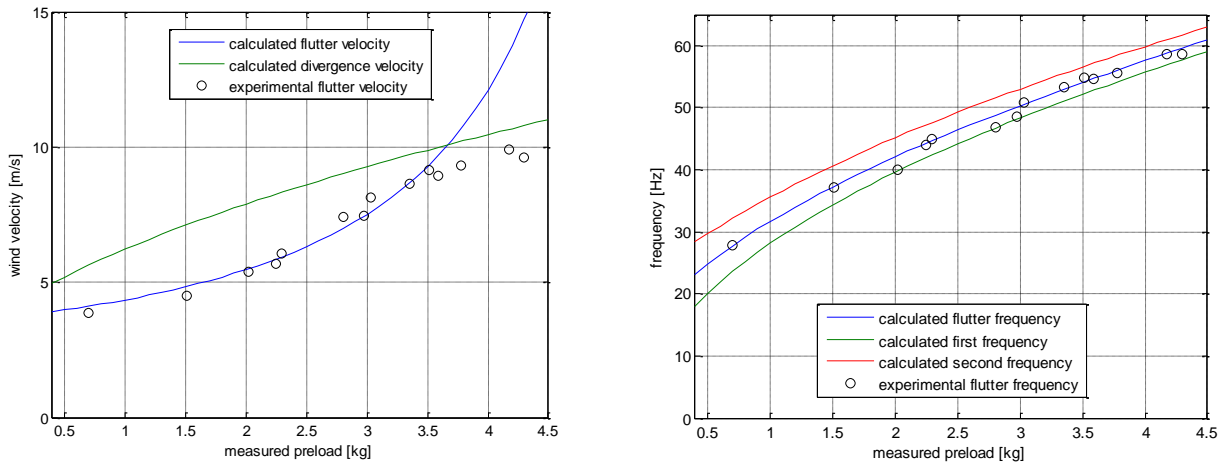 15
10
5
0
wind velocity [m/s]
calculated flutter velocity
calculated divergence velocity
experimental flutter velocity
0.5 1 1.5 2 2.5 3 3.5 4 4.5
measured preload [kg]
60
50
40
30
20
10
0
frequency [Hz]
calculated flutter frequency
calculated first frequency
calculated second frequency
experimental flutter frequency
0.5 1 1.5 2 2.5 3 3.5 4 4.5
measured preload [kg]